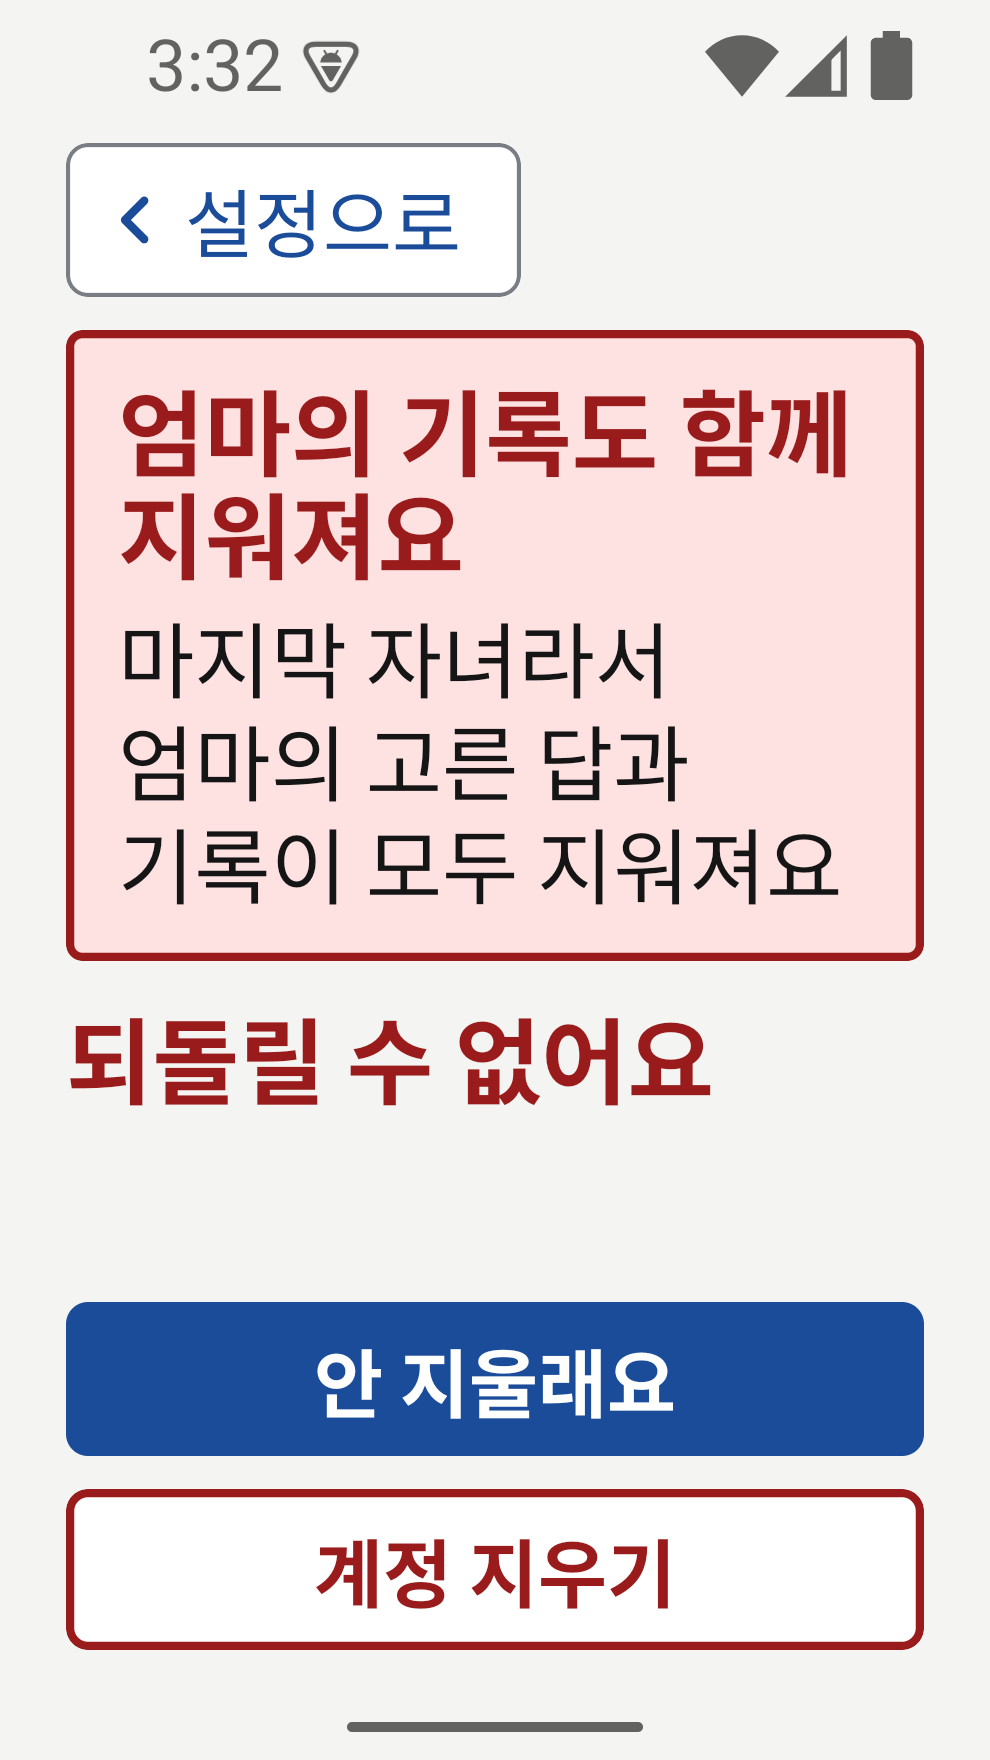 3:32
설정으로
엄마의 기록도 함께
지워져요
마지막 자녀라서
엄마의 고른 답과
기록이 모두 지워져요
되돌릴 수 없어요
안 지울래요
계정 지우기